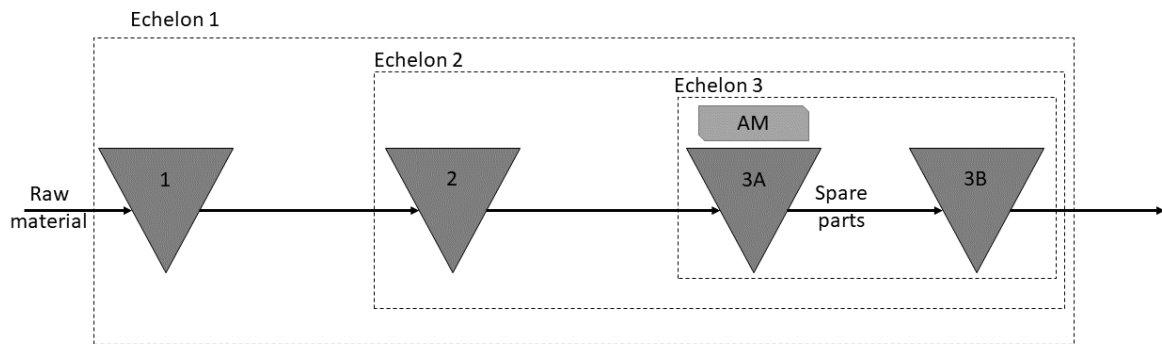 Echelon 1
Echelon 2
Echelon 3
AM
1
2
3A
3B
Raw
material
Spare
parts